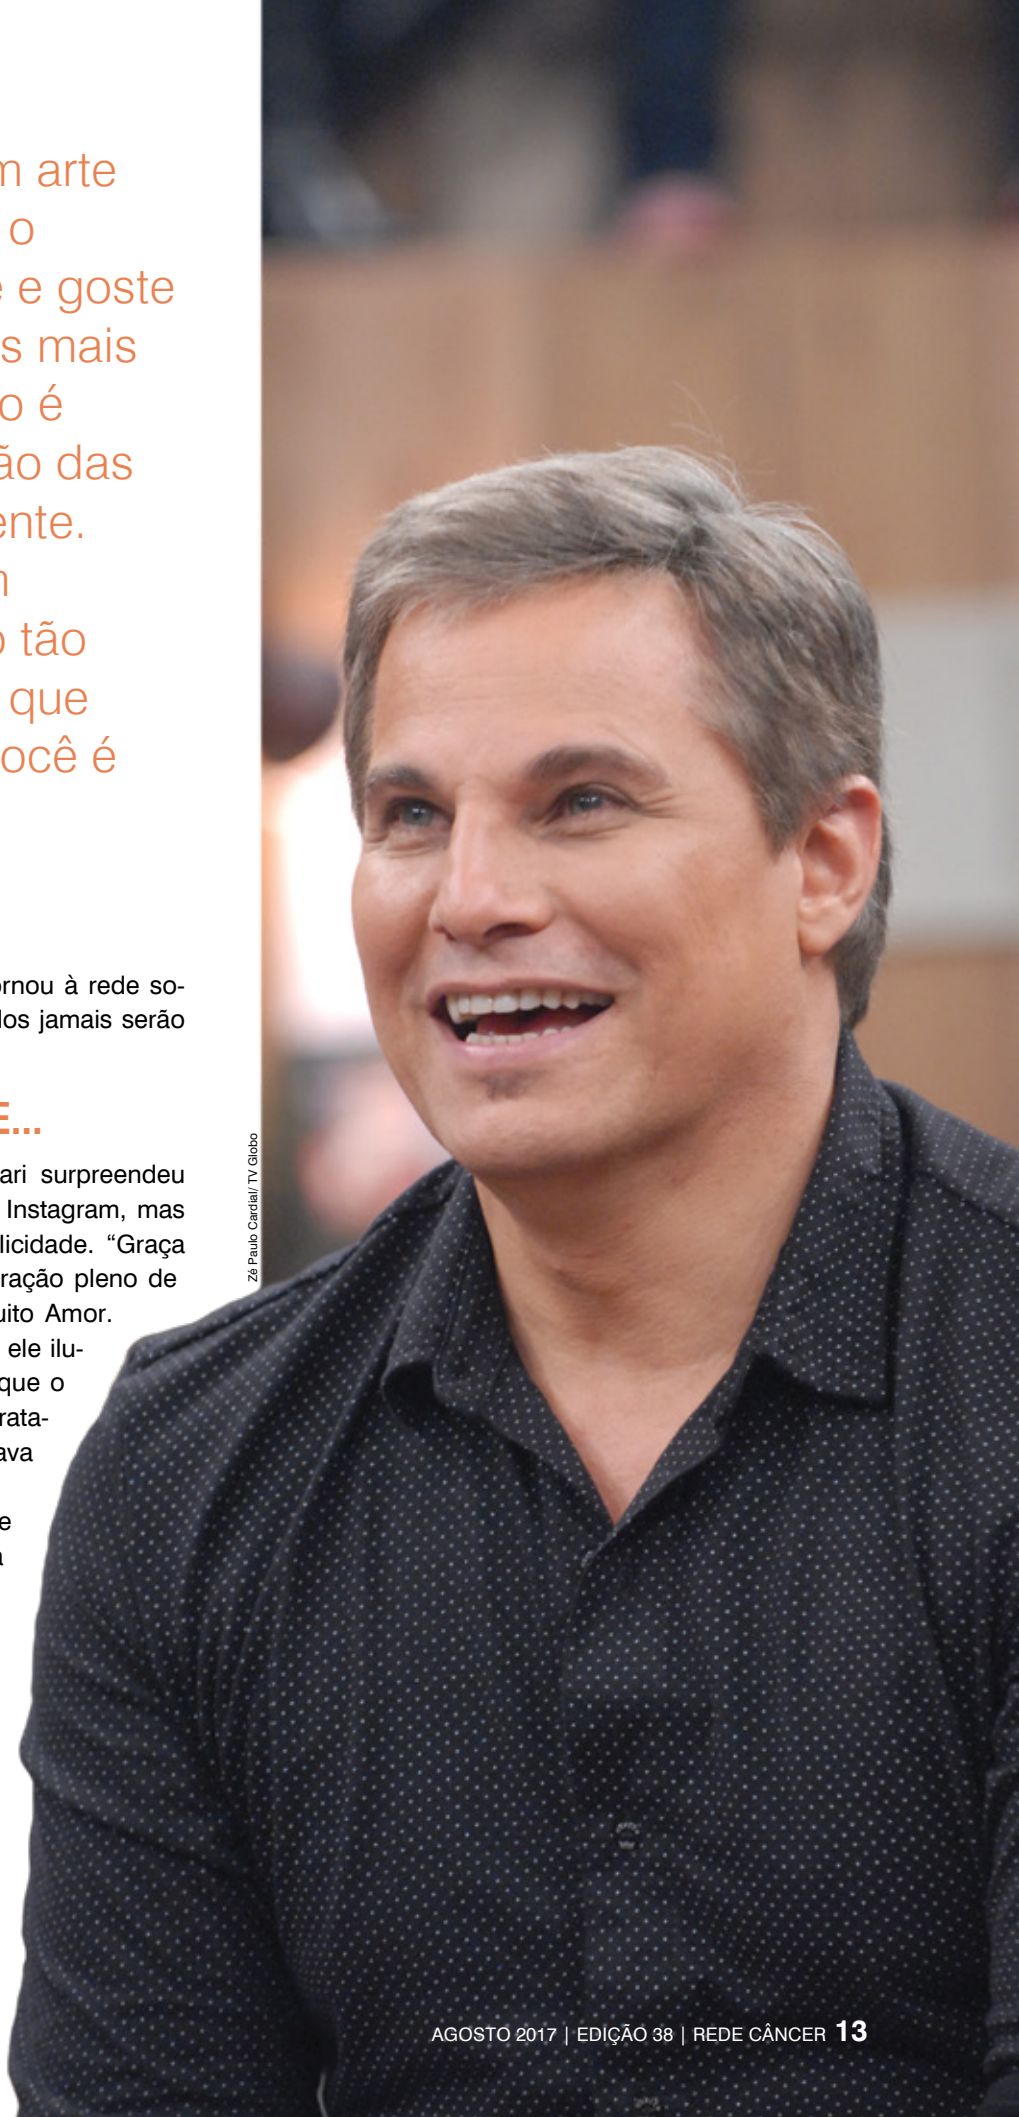 m arte
o
e e goste
s mais
o é
ão das
ente.
m
o tão
que
ocê é
ornou à rede so-
dos jamais serão
E...
ari surpreendeu
Instagram, mas
licidade. “Graça
ração pleno de
uito Amor.
ele ilu-
que o
rata-
ava
e
a
Zé Paulo Cardial/ TV Globo
AGOSTO 2017 | EDIÇÃO 38 | REDE CÂNCER 13